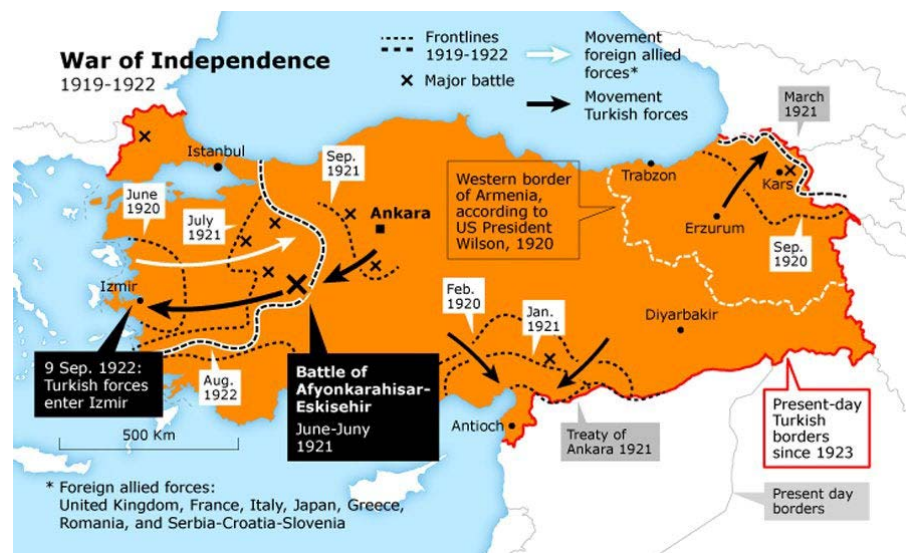 War of Independence
1919-1922
Frontlines
1919-1922
Major battle
Movement
foreign allied
forces*
Movement
Turkish forces
March
1921
Istanbul
Sep.
1921
June
1920
July
1921
Ankara
Western border
of Armenia,
according to
US President
Wilson, 1920
Trabzon
Kars
Erzurum
Sep.
1920
Izmir
Feb.
1920
Jan.
1921
Diyarbakir
9 Sep. 1922:
Turkish forces
enter Izmir
Aug.
1922
Battle of
Afyonkarahisar-
Eskisehir
June-Juny
1921
500 Km
Antioch
Treaty of
Ankara 1921
Present-day
Turkish
borders
since 1923
Present day
borders
* Foreign allied forces:
United Kingdom, France, Italy, Japan, Greece,
Romania, and Serbia-Croatia-Slovenia